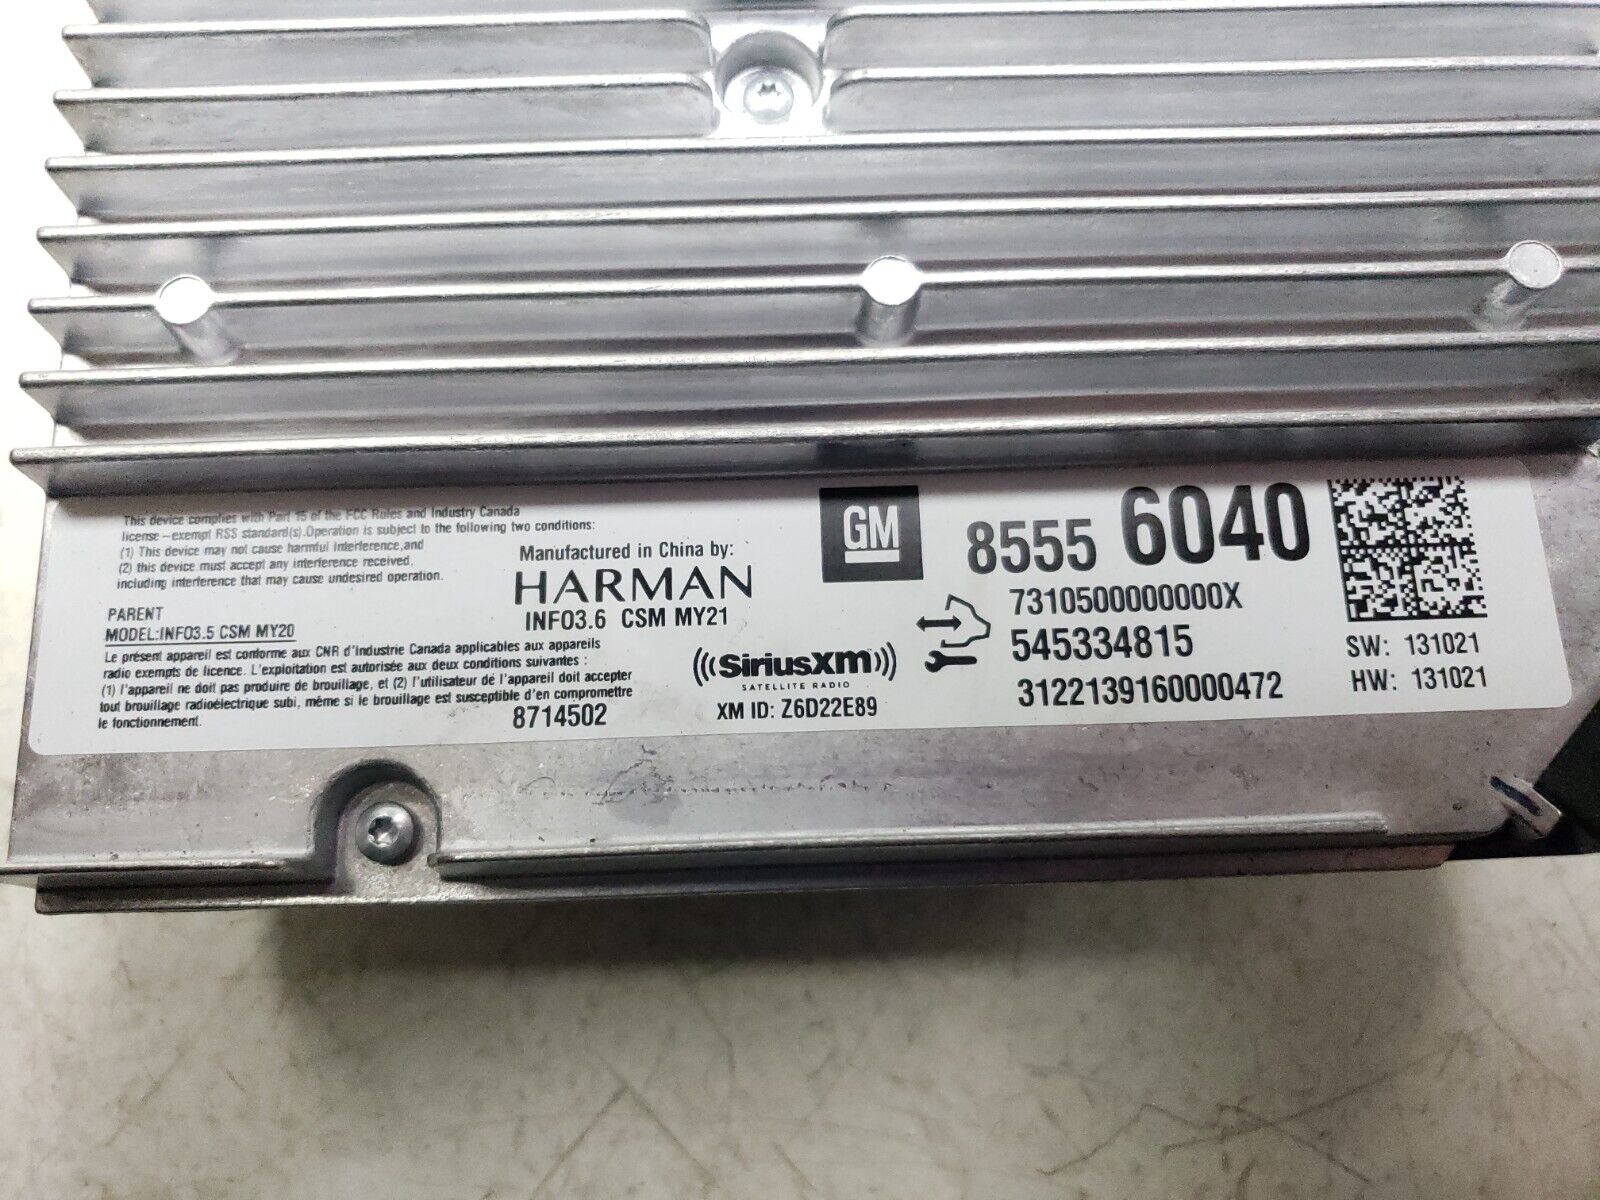 This device complies with Part 15 of the FCC Rules and Industry Canada
license-exempt RSS standard(s). Operation is subject to the following two conditions:
(1) This device may not cause harmful interference, and
(2) this device must accept any interference received,
including interference that may cause undesired operation.
PARENT
MODEL:INFO3.5 CSM MY20
Le présent appareil est conforme aux CNR d'Industrie Canada applicables aux appareils
radio exempts de licence. L'exploitation est autorisée aux deux conditions suivantes :
(1) l'appareil ne doit pas produire de brouillage, et (2) l'utilisateur de l'appareil doit accepter
tout brouillage radioélectrique subi, même si le brouillage est susceptible d'en compromettre
le fonctionnement.
8714502
Manufactured in China by:
HARMAN
INFO3.6 CSM MY21
SiriusXM
SATELLITE RADIO
XM ID: Z6D22E89
GM
8555 6040
7310500000000X
545334815
3122139160000472
SW: 131021
HW: 131021